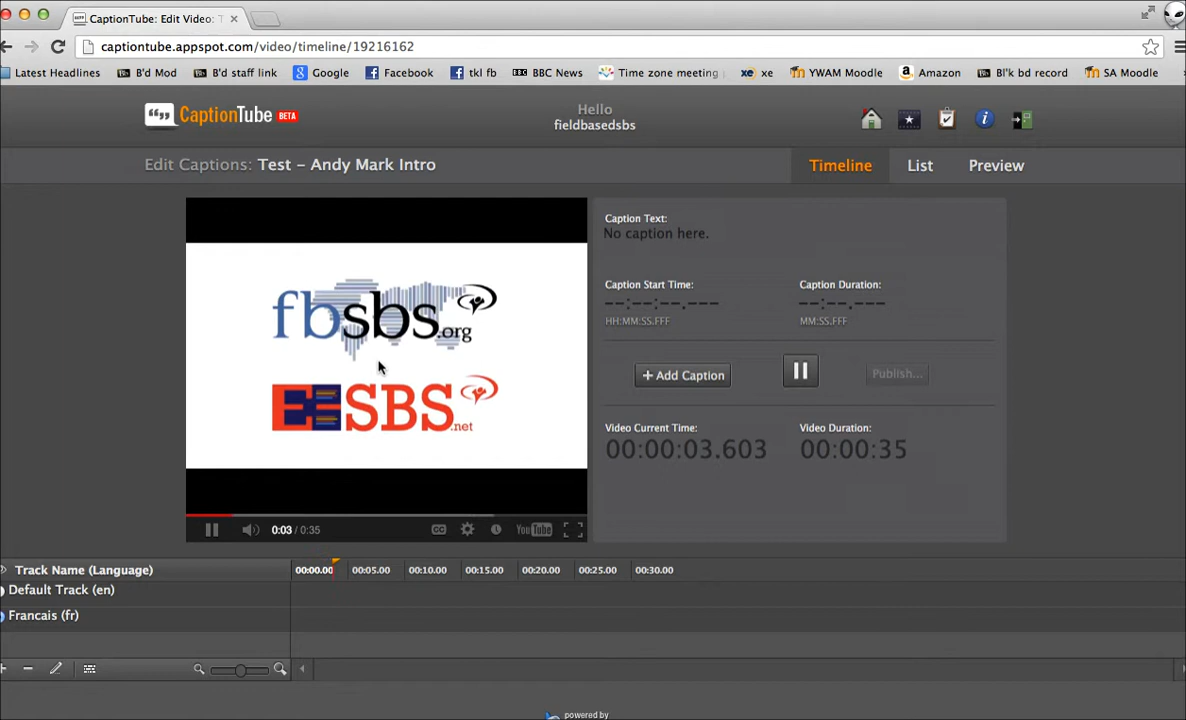 CaptionTube: Edit Video: T
captiontube.appspot.com/video/timeline/19216162
Latest Headlines B'd Mod B'd staff link Google Facebook tkl fb BBC News Time zone meeting xe YWAM Moodle Amazon Bl'k bd record SA Moodle
CaptionTube BETA
Hello
fieldbasedsbs
Edit Captions: Test – Andy Mark Intro
Timeline List Preview
fbsbs.org
EESBS.net
Caption Text:
No caption here.
Caption Start Time: Caption Duration:
--:--:--.--- --:--.---
HH:MM:SS.FFF MM:SS.FFF
+ Add Caption Publish...
Video Current Time: Video Duration:
00:00:03.603 00:00:35
0:03 / 0:35 CC YouTube
Track Name (Language) 00:00.00 00:05.00 00:10.00 00:15.00 00:20.00 00:25.00 00:30.00
Default Track (en)
Francais (fr)
powered by